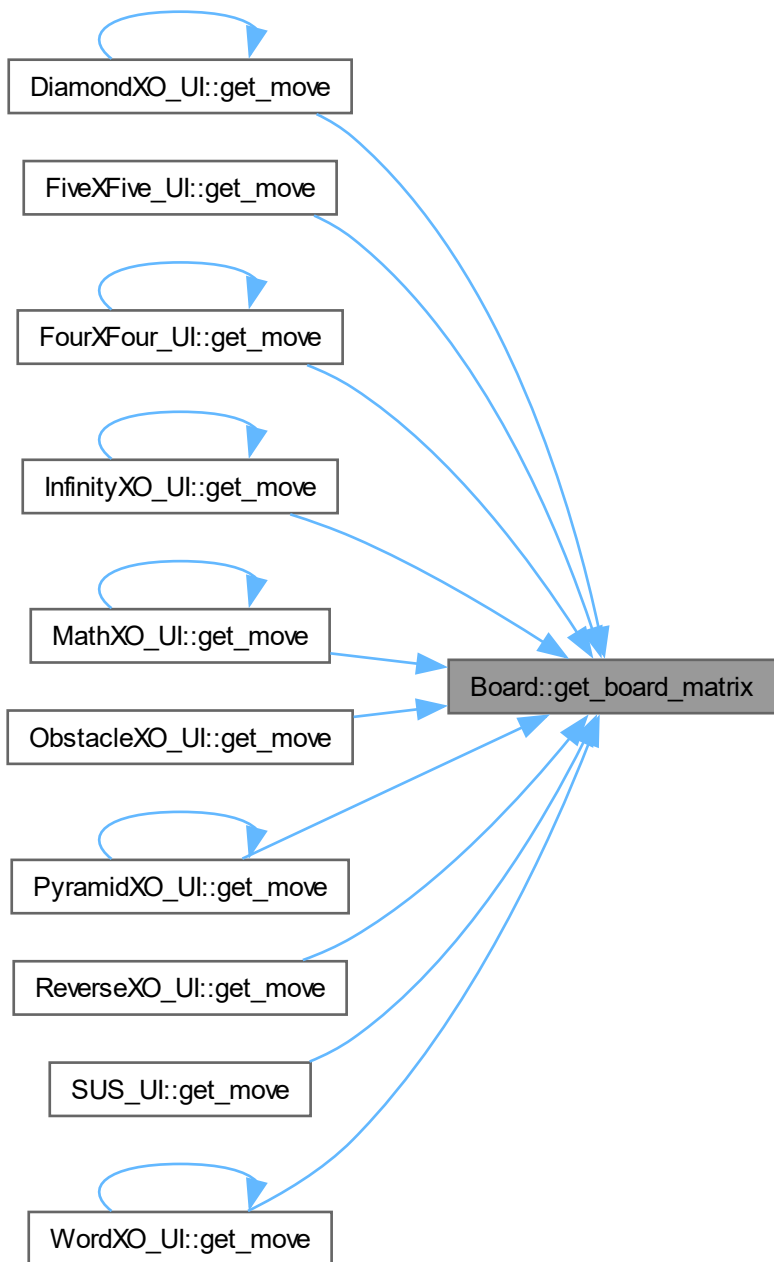 DiamondXO_UI::get_move
FiveXFive_UI::get_move
FourXFour_UI::get_move
InfinityXO_UI::get_move
MathXO_UI::get_move
Board::get_board_matrix
ObstacleXO_UI::get_move
PyramidXO_UI::get_move
ReverseXO_UI::get_move
SUS_UI::get_move
WordXO_UI::get_move